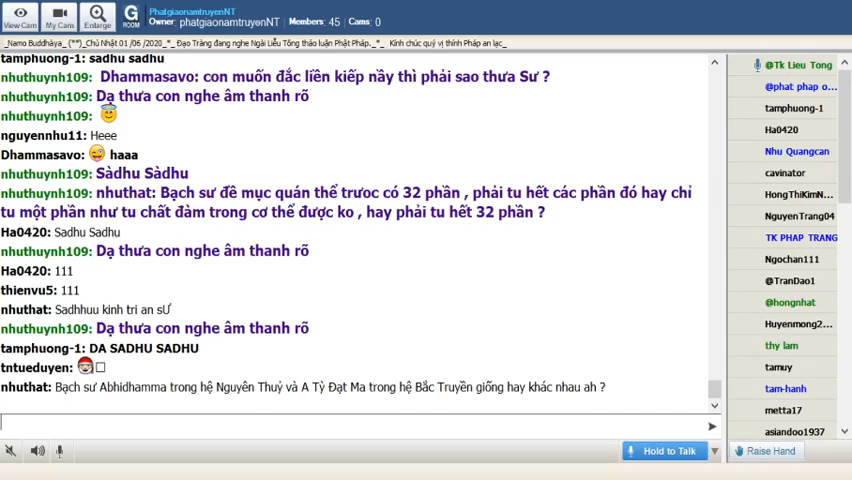 PhatgiaonamtruyenNT
Owner: phatgiaonamtruyenNT Members: 45 Cams: 0
View Cam
My Cam
Enlarge
G
ROOM
_Namo Buddhàya_ (**)_Chủ Nhật 01 /06 /2020_*_ Đạo Tràng đang nghe Ngài Liễu Tông thảo luận Phật Pháp._*_ Kính chúc quý vị thính Pháp an lạc_
tamphuong-1: sadhu sadhu
nhuthuynh109: Dhammasavo: con muốn đắc liên kiếp nầy thì phải sao thưa Sư ?
nhuthuynh109: Dạ thưa con nghe âm thanh rõ
nhuthuynh109:
nguyennhu11: Heee
Dhammasavo: haaa
nhuthuynh109: Sàdhu Sàdhu
nhuthuynh109: nhuthat: Bạch sư đề mục quán thể trưoc có 32 phần , phải tu hết các phần đó hay chỉ
tu một phần như tu chất đàm trong cơ thể được ko , hay phải tu hết 32 phần ?
Ha0420: Sadhu Sadhu
nhuthuynh109: Dạ thưa con nghe âm thanh rõ
Ha0420: 111
thienvu5: 111
nhuthat: Sadhhuu kinh tri an sƯ
nhuthuynh109: Dạ thưa con nghe âm thanh rõ
tamphuong-1: DA SADHU SADHU
tntueduyen:
nhuthat: Bạch sư Abhidhamma trong hệ Nguyên Thuỷ và A Tỳ Đạt Ma trong hệ Bắc Truyền giống hay khác nhau ah ?
@Tk Lieu Tong
@phat phap o...
tamphuong-1
Ha0420
Nhu Quangcan
cavinator
HongThiKimN...
NguyenTrang04
TK PHAP TRANG
Ngochan111
@TranDao1
@hongnhat
Huyenmong2...
thy lam
tamuy
tam-hanh
metta17
asiandoo1937
Hold to Talk
Raise Hand